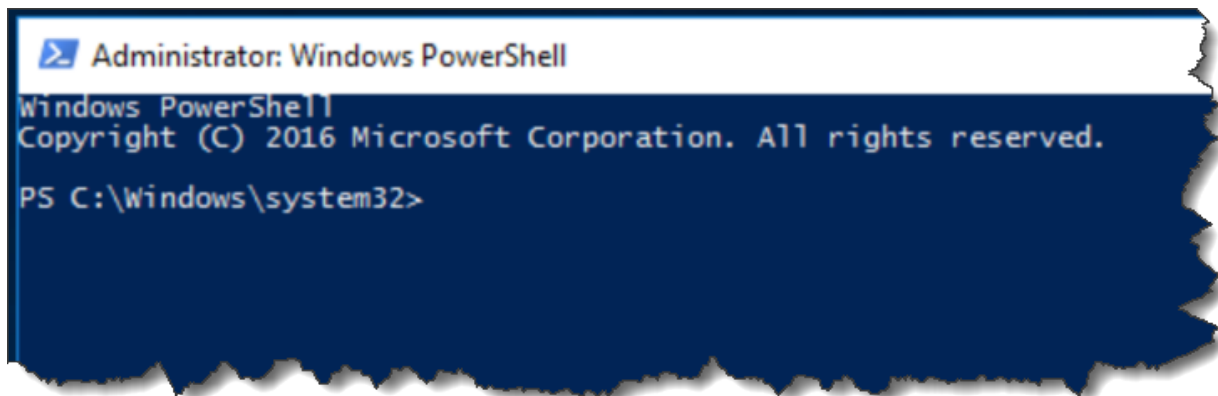 Administrator: Windows PowerShell
Windows PowerShell
Copyright (C) 2016 Microsoft Corporation. All rights reserved.
PS C:\Windows\system32>